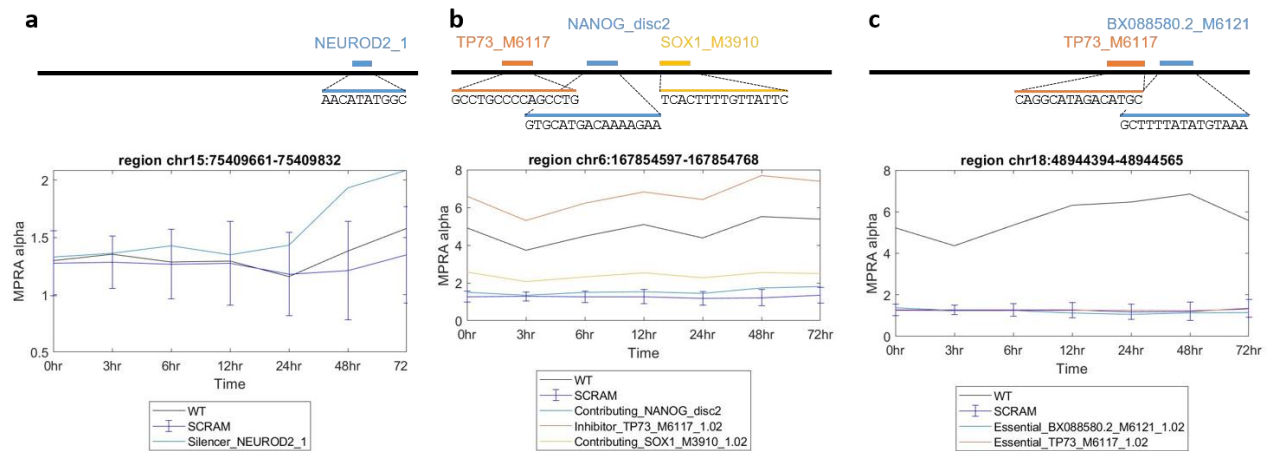 a
NEUROD2_1
AACATATGGC
region chr15:75409661-75409832
MPRA alpha
2
1.5
1
0.5
0hr
3hr
6hr
12hr
24hr
48hr
72
Time
WT
SCRAM
Silencer_NEUROD2_1
b
NANOG_disc2
TP73_M6117
SOX1_M3910
GCCTGCCCCAGCCTG
TCACTTTTGTTATTC
GTGCATGACAAAAGAA
region chr6:167854597-167854768
MPRA alpha
8
6
4
2
0
0hr
3hr
6hr
12hr
24hr
48hr
72hr
Time
WT
SCRAM
Contributing_NANOG_disc2
Inhibitor_TP73_M6117_1.02
Contributing_SOX1_M3910_1.02
c
BX088580.2_M6121
TP73_M6117
CAGGCATAGACATGC
GCTTTTATATGTAAA
region chr18:48944394-48944565
MPRA alpha
8
6
4
2
0
0hr
3hr
6hr
12hr
24hr
48hr
72hr
Time
WT
SCRAM
Essential_BX088580.2_M6121_1.02
Essential_TP73_M6117_1.02